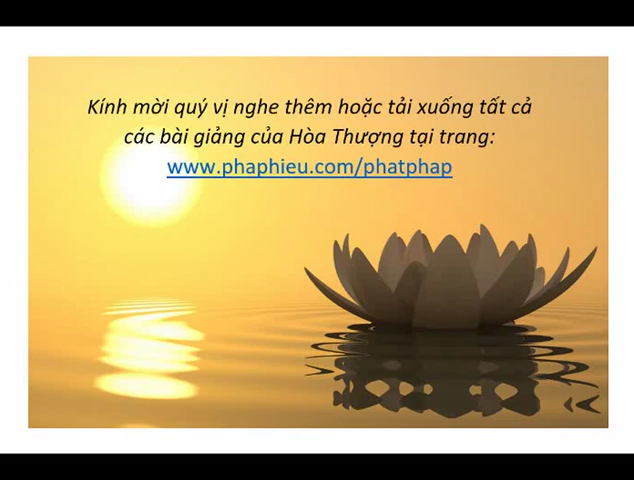 Kính mời quý vị nghe thêm hoặc tải xuống tất cả
các bài giảng của Hòa Thượng tại trang:
www.phaphieu.com/phatphap